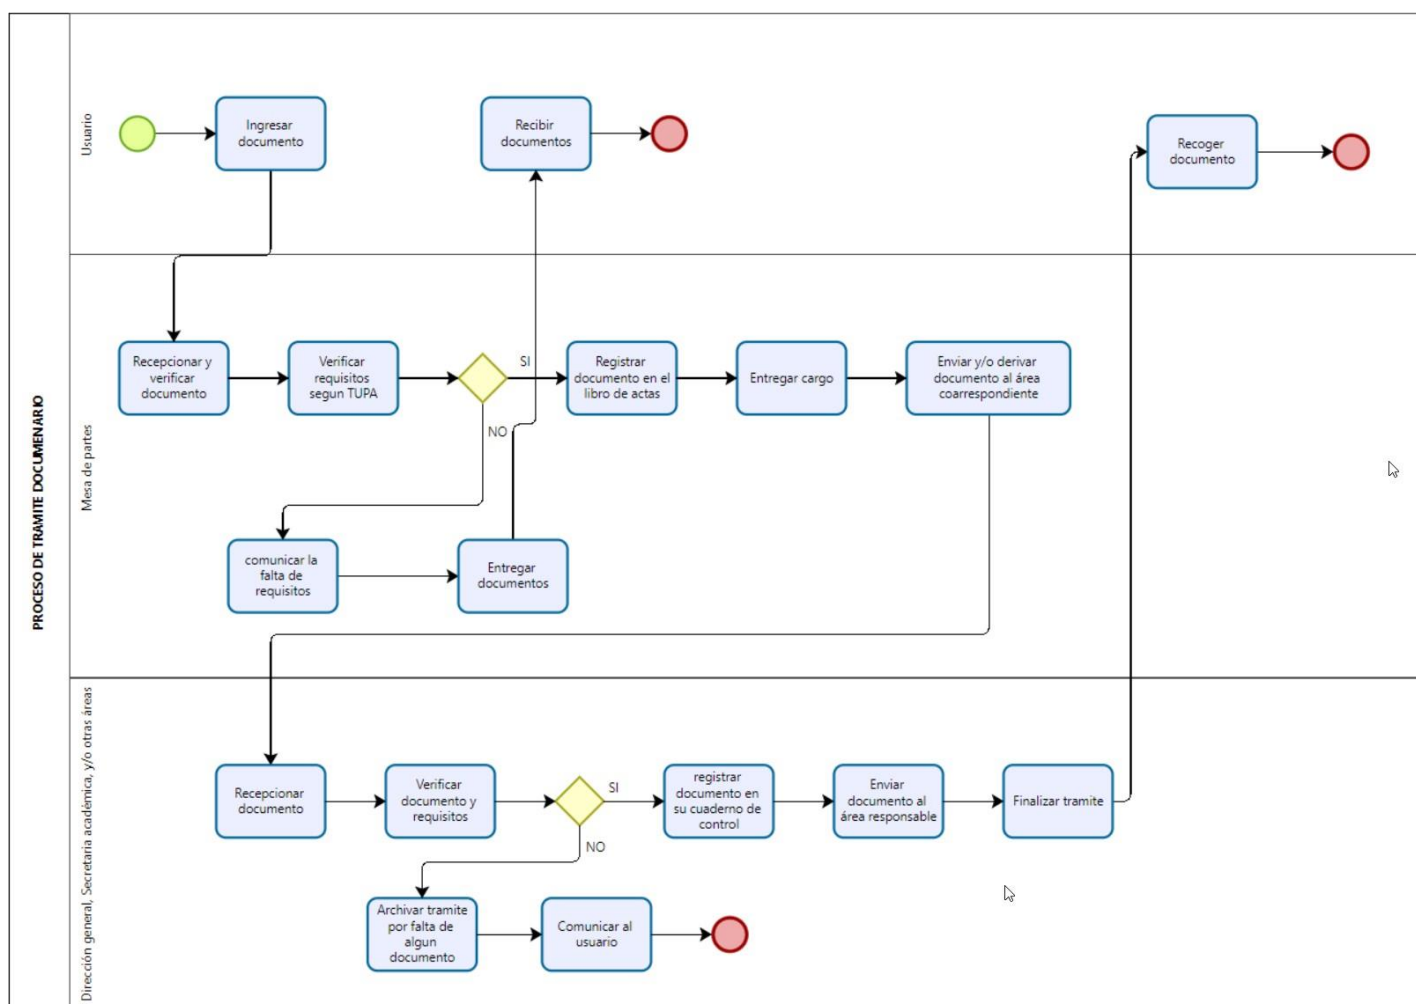 PROCESO DE TRAMITE DOCUMENARIO
Usuario
Ingresar
documento
Recibir
documentos
Recoger
documento
Mesa de partes
Recepcionar y
verificar
documento
Verificar
requisitos
segun TUPA
SI
NO
Registrar
documento en el
libro de actas
Entregar cargo
Enviar y/o derivar
documento al área
coarrespondiente
comunicar la
falta de
requisitos
Entregar
documentos
Dirección general, Secretaria académica, y/o otras áreas
Recepcionar
documento
Verificar
documento y
requisitos
SI
NO
registrar
documento en
su cuaderno de
control
Enviar
documento al
área responsable
Finalizar tramite
Archivar tramite
por falta de
algun
documento
Comunicar al
usuario